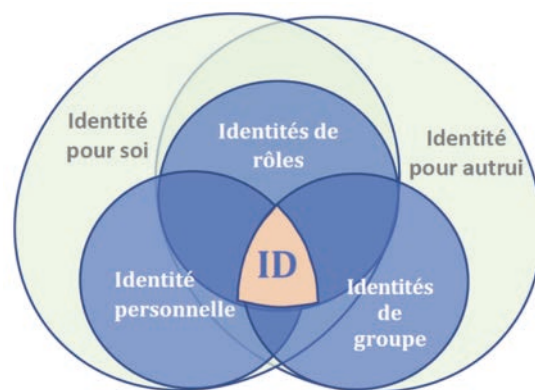 Identité
pour soi
Identités de
rôles
Identité
pour autrui
ID
Identité
personnelle
Identités
de
groupe